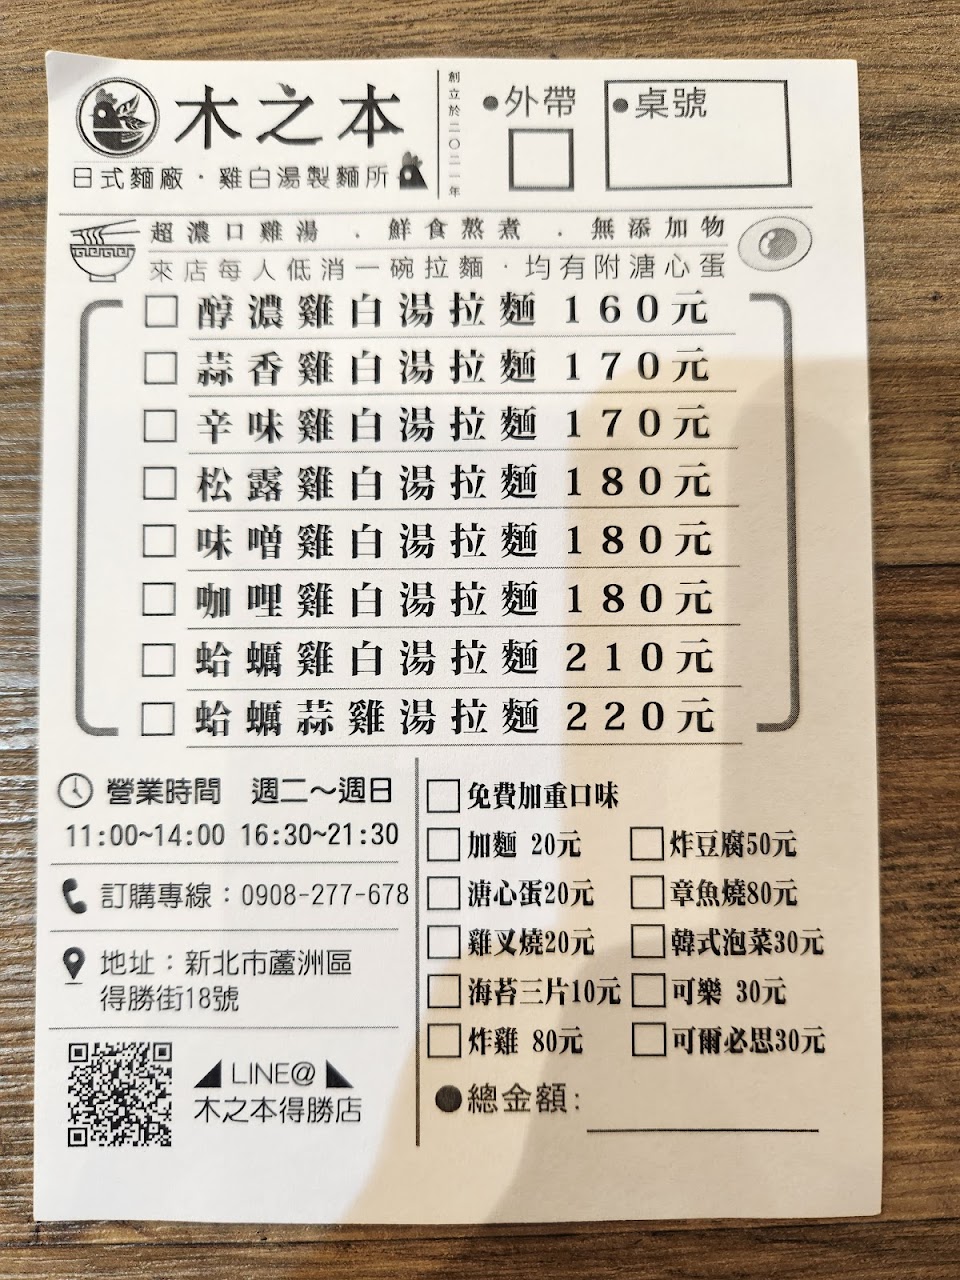 木之本
日式麵廠・雞白湯製麵所
創立於二〇二一年
●外帶
●桌號
超濃口雞湯．鮮食熬煮．無添加物
來店每人低消一碗拉麵・均有附溏心蛋
醇濃雞白湯拉麵 160元
蒜香雞白湯拉麵 170元
辛味雞白湯拉麵 170元
松露雞白湯拉麵 180元
味噌雞白湯拉麵 180元
咖哩雞白湯拉麵 180元
蛤蠣雞白湯拉麵 210元
蛤蠣蒜雞湯拉麵 220元
營業時間 週二～週日
11:00~14:00 16:30~21:30
訂購專線：0908-277-678
地址：新北市蘆洲區
得勝街18號
LINE@
木之本得勝店
免費加重口味
加麵 20元
炸豆腐50元
溏心蛋20元
章魚燒80元
雞叉燒20元
韓式泡菜30元
海苔三片10元
可樂 30元
炸雞 80元
可爾必思30元
●總金額：